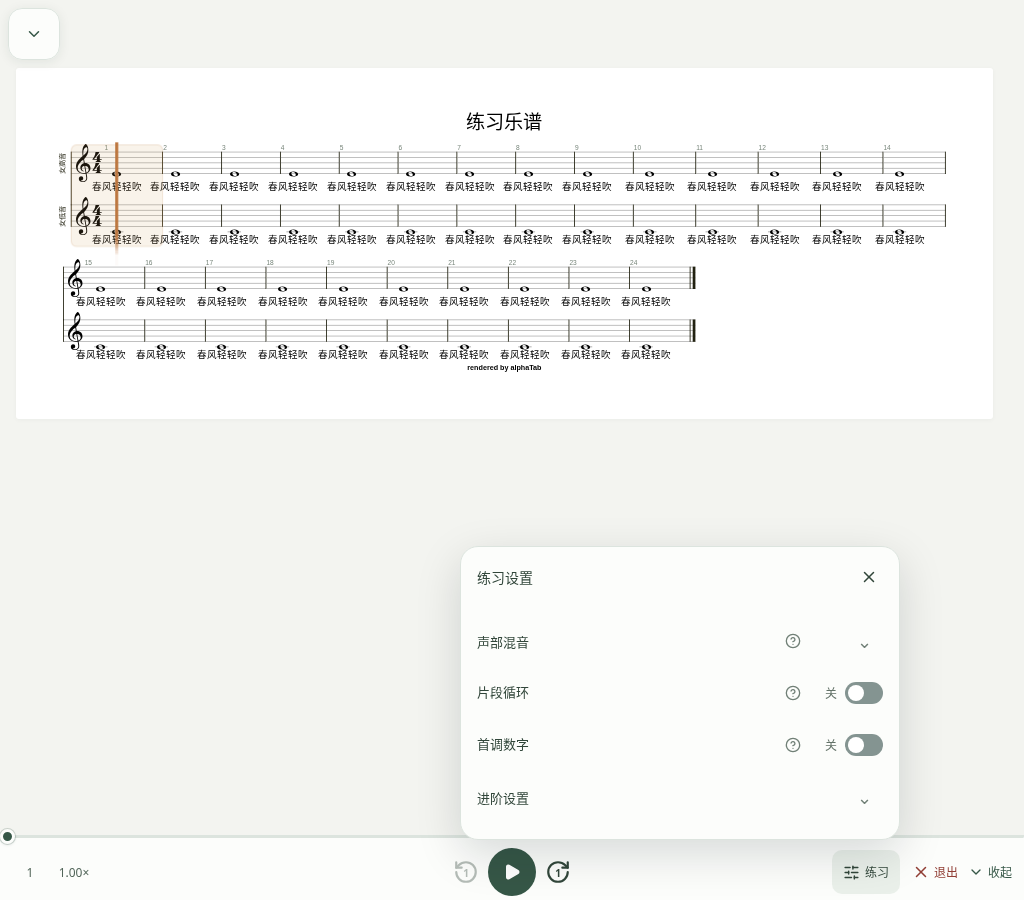 练习乐谱
1 2 3 4 5 6 7 8 9 10 11 12 13 14
女高音
春风轻轻吹 春风轻轻吹 春风轻轻吹 春风轻轻吹 春风轻轻吹 春风轻轻吹 春风轻轻吹 春风轻轻吹 春风轻轻吹 春风轻轻吹 春风轻轻吹 春风轻轻吹 春风轻轻吹 春风轻轻吹
女低音
春风轻轻吹 春风轻轻吹 春风轻轻吹 春风轻轻吹 春风轻轻吹 春风轻轻吹 春风轻轻吹 春风轻轻吹 春风轻轻吹 春风轻轻吹 春风轻轻吹 春风轻轻吹 春风轻轻吹 春风轻轻吹
15 16 17 18 19 20 21 22 23 24
春风轻轻吹 春风轻轻吹 春风轻轻吹 春风轻轻吹 春风轻轻吹 春风轻轻吹 春风轻轻吹 春风轻轻吹 春风轻轻吹 春风轻轻吹
春风轻轻吹 春风轻轻吹 春风轻轻吹 春风轻轻吹 春风轻轻吹 春风轻轻吹 春风轻轻吹 春风轻轻吹 春风轻轻吹 春风轻轻吹
rendered by alphaTab
练习设置
声部混音
片段循环 关
首调数字 关
进阶设置
1 1.00× 1 1 练习 退出 收起